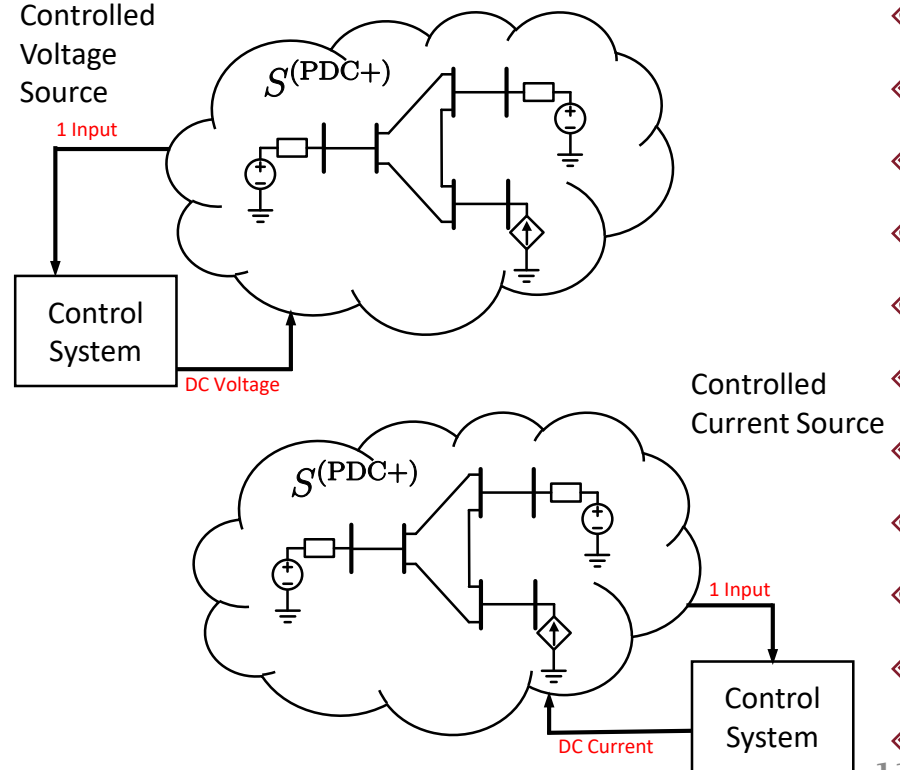 Controlled
Voltage
Source
1 Input
S(PDC+)
Control
System
DC Voltage
Controlled
Current Source
S(PDC+)
1 Input
Control
System
DC Current